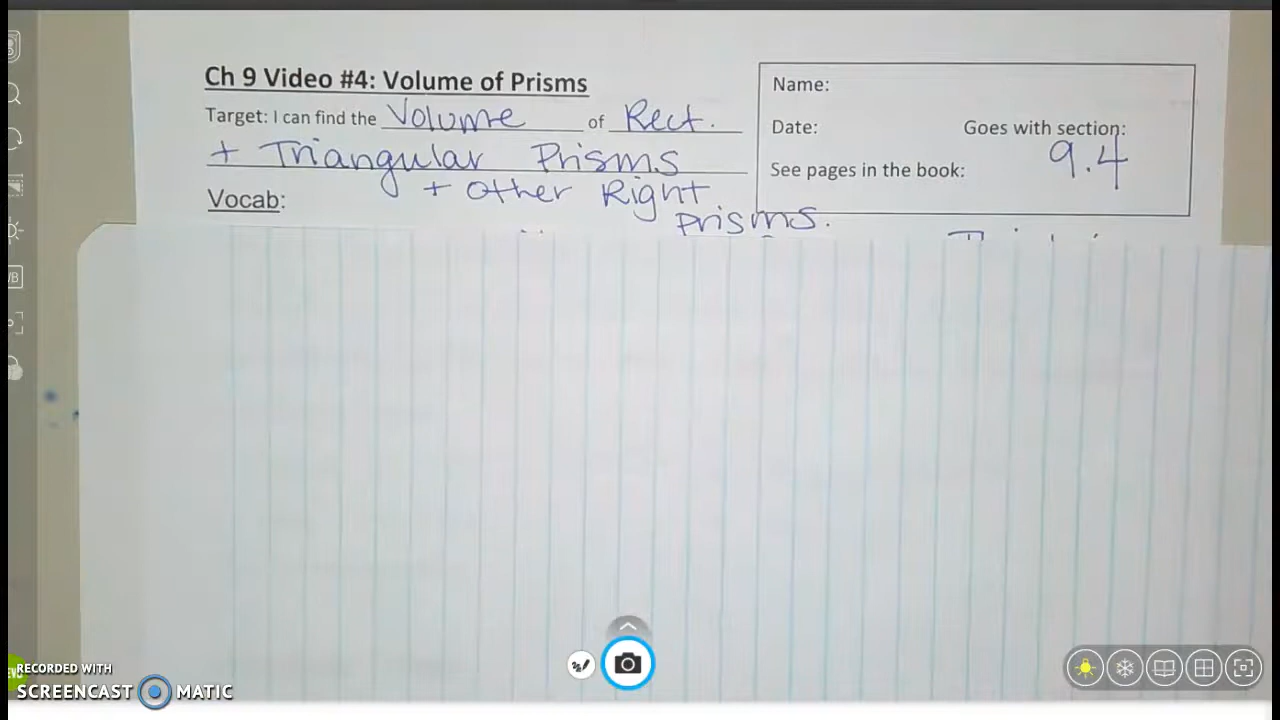 Ch 9 Video #4: Volume of Prisms
Target: I can find the Volume of Rect.
+ Triangular Prisms
+ other Right
Prisms.
Vocab:
Name:
Date: Goes with section:
9.4
See pages in the book:
RECORDED WITH
SCREENCAST MATIC